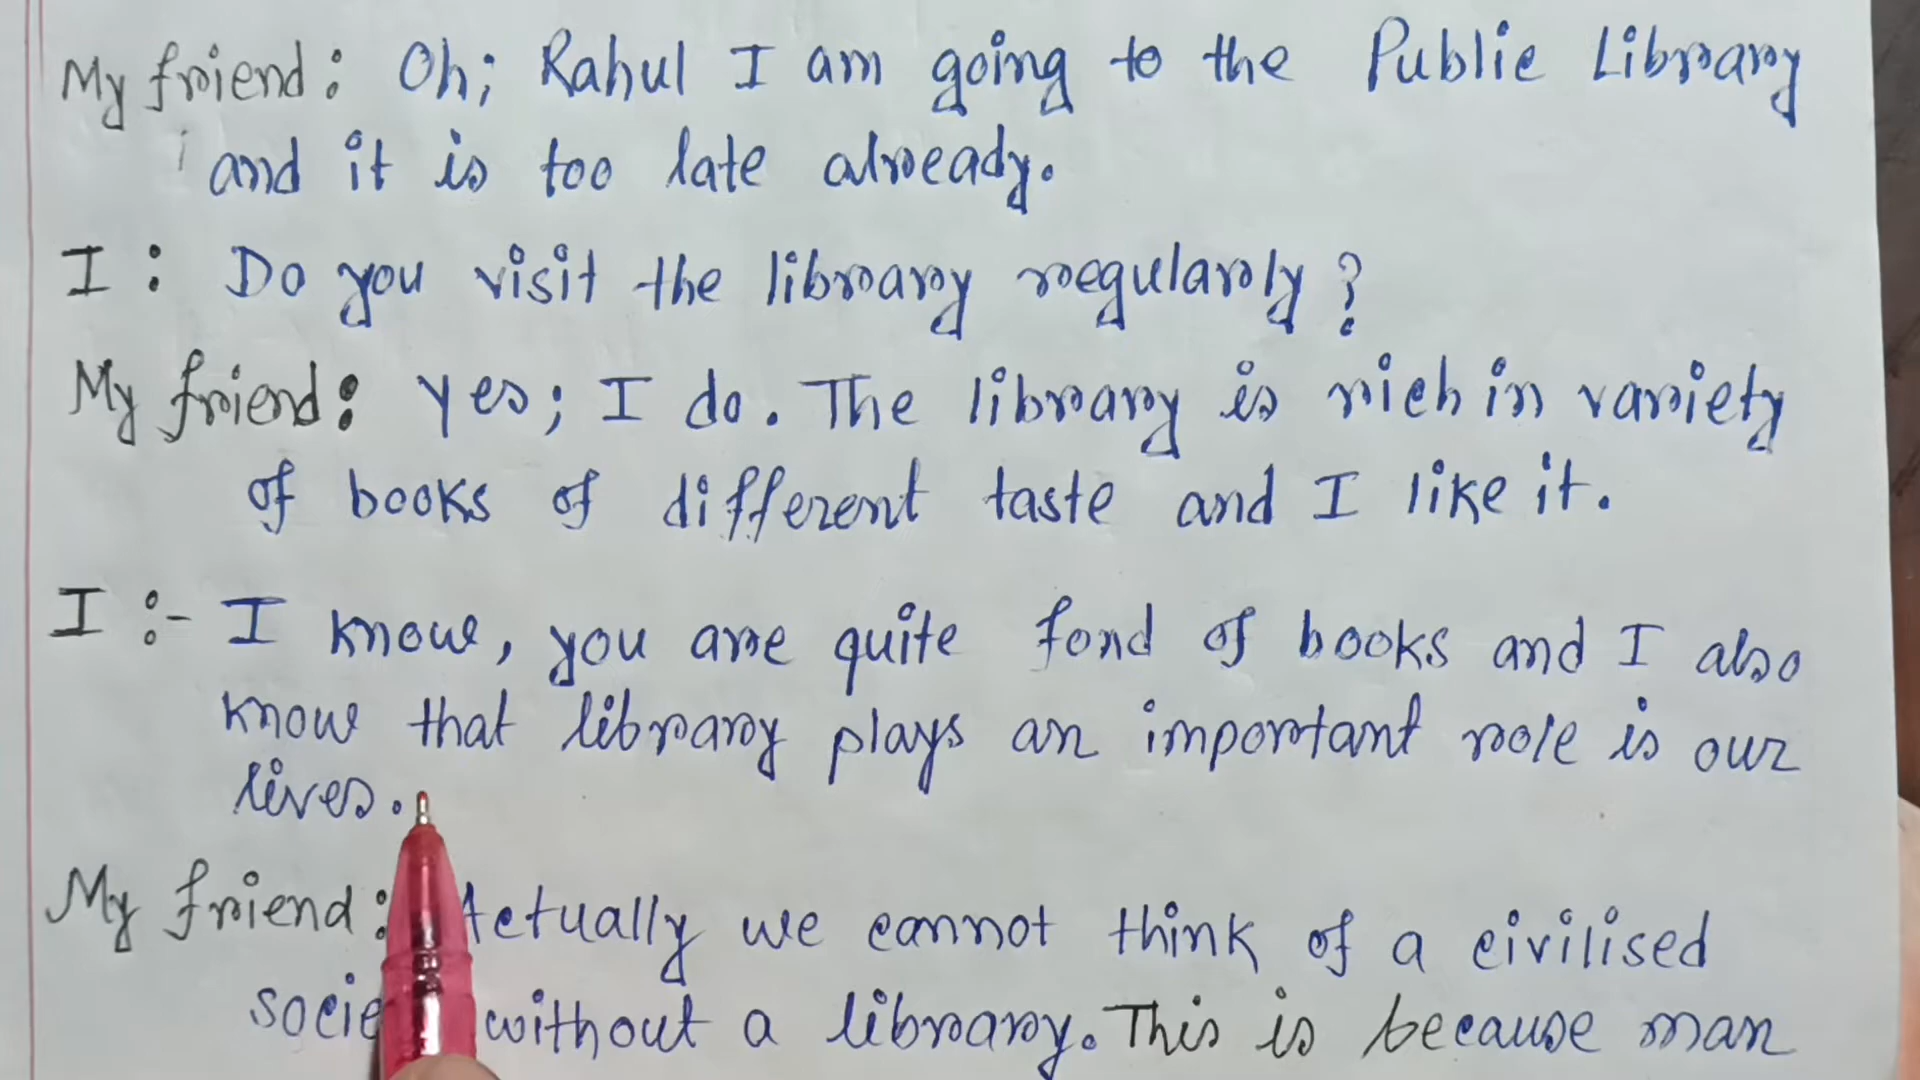 My friend: Oh; Rahul I am going to the Public Library
and it is too late already.
I: Do you visit the library regularly?
My friend: Yes; I do. The library is rich in variety
of books of different taste and I like it.
I :- I know, you are quite fond of books and I also
know that library plays an important role is our
lives.
My friend: Actually we cannot think of a civilised
without a library. This is because man